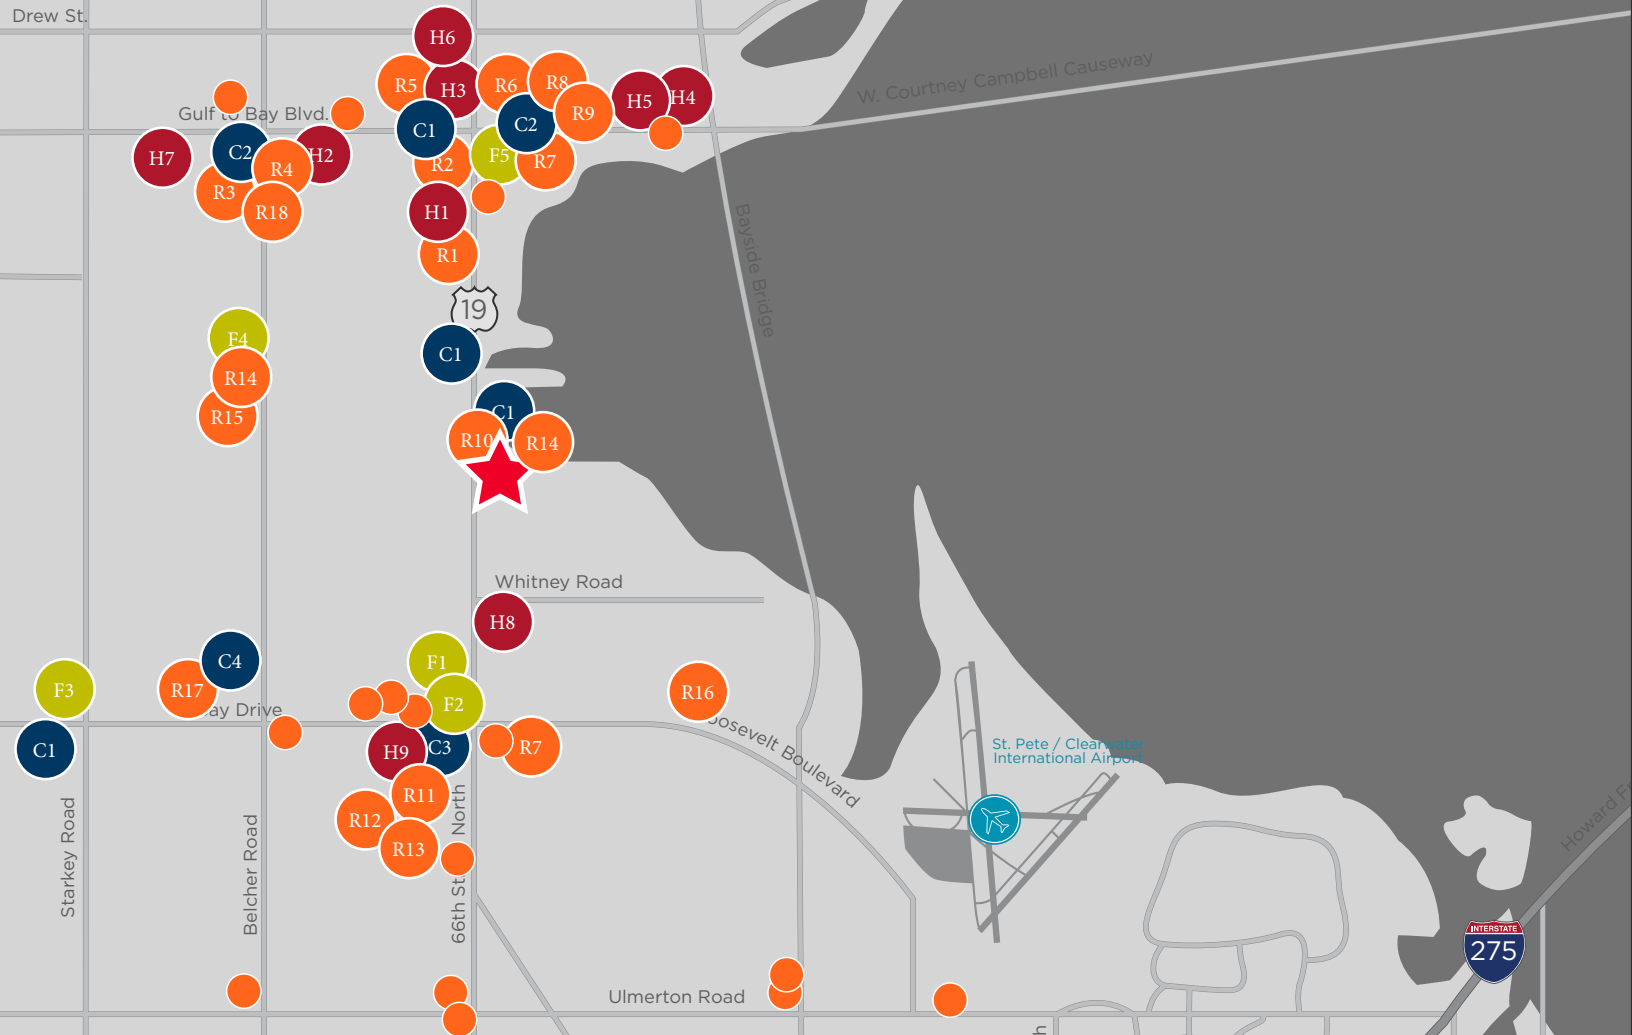 Drew St.
H6
R5
H3
R6
R8
H5
H4
W. Courtney Campbell Causeway
Gulf to Bay Blvd.
C1
C2
R9
H7
C2
R4
H2
R2
F5
R7
R3
R18
H1
R1
Bayside Bridge
19
F4
C1
R14
R15
C1
R10
R14
Whitney Road
H8
F1
C4
F3
R17
F2
R16
ay Drive
oosevelt Boulevard
C1
H9
C3
R7
St. Pete / Clearwater
International Airport
R11
R12
R13
Starkey Road
Belcher Road
66th St. North
Howard Fr
INTERSTATE
275
Ulmerton Road
h